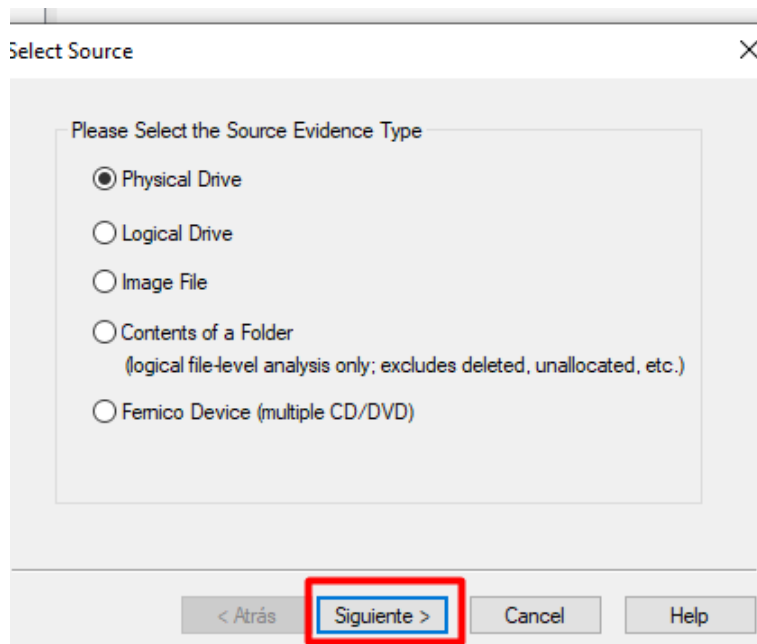 Select Source
Please Select the Source Evidence Type
Physical Drive
Logical Drive
Image File
Contents of a Folder
(logical file-level analysis only; excludes deleted, unallocated, etc.)
Fernico Device (multiple CD/DVD)
< Atrás Siguiente > Cancel Help